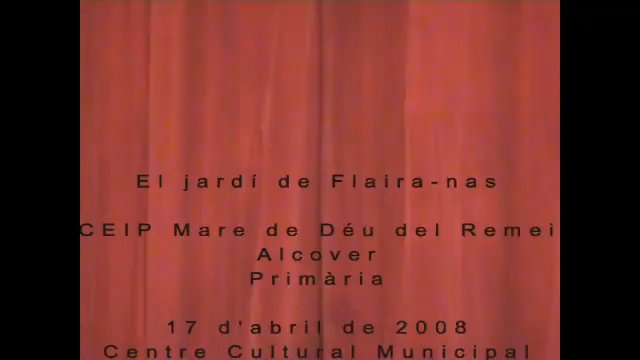 El jardí de Flaira-nas
CEIP Mare de Déu del Remei
Alcover
Primària
17 d'abril de 2008
Centre Cultural Municipal